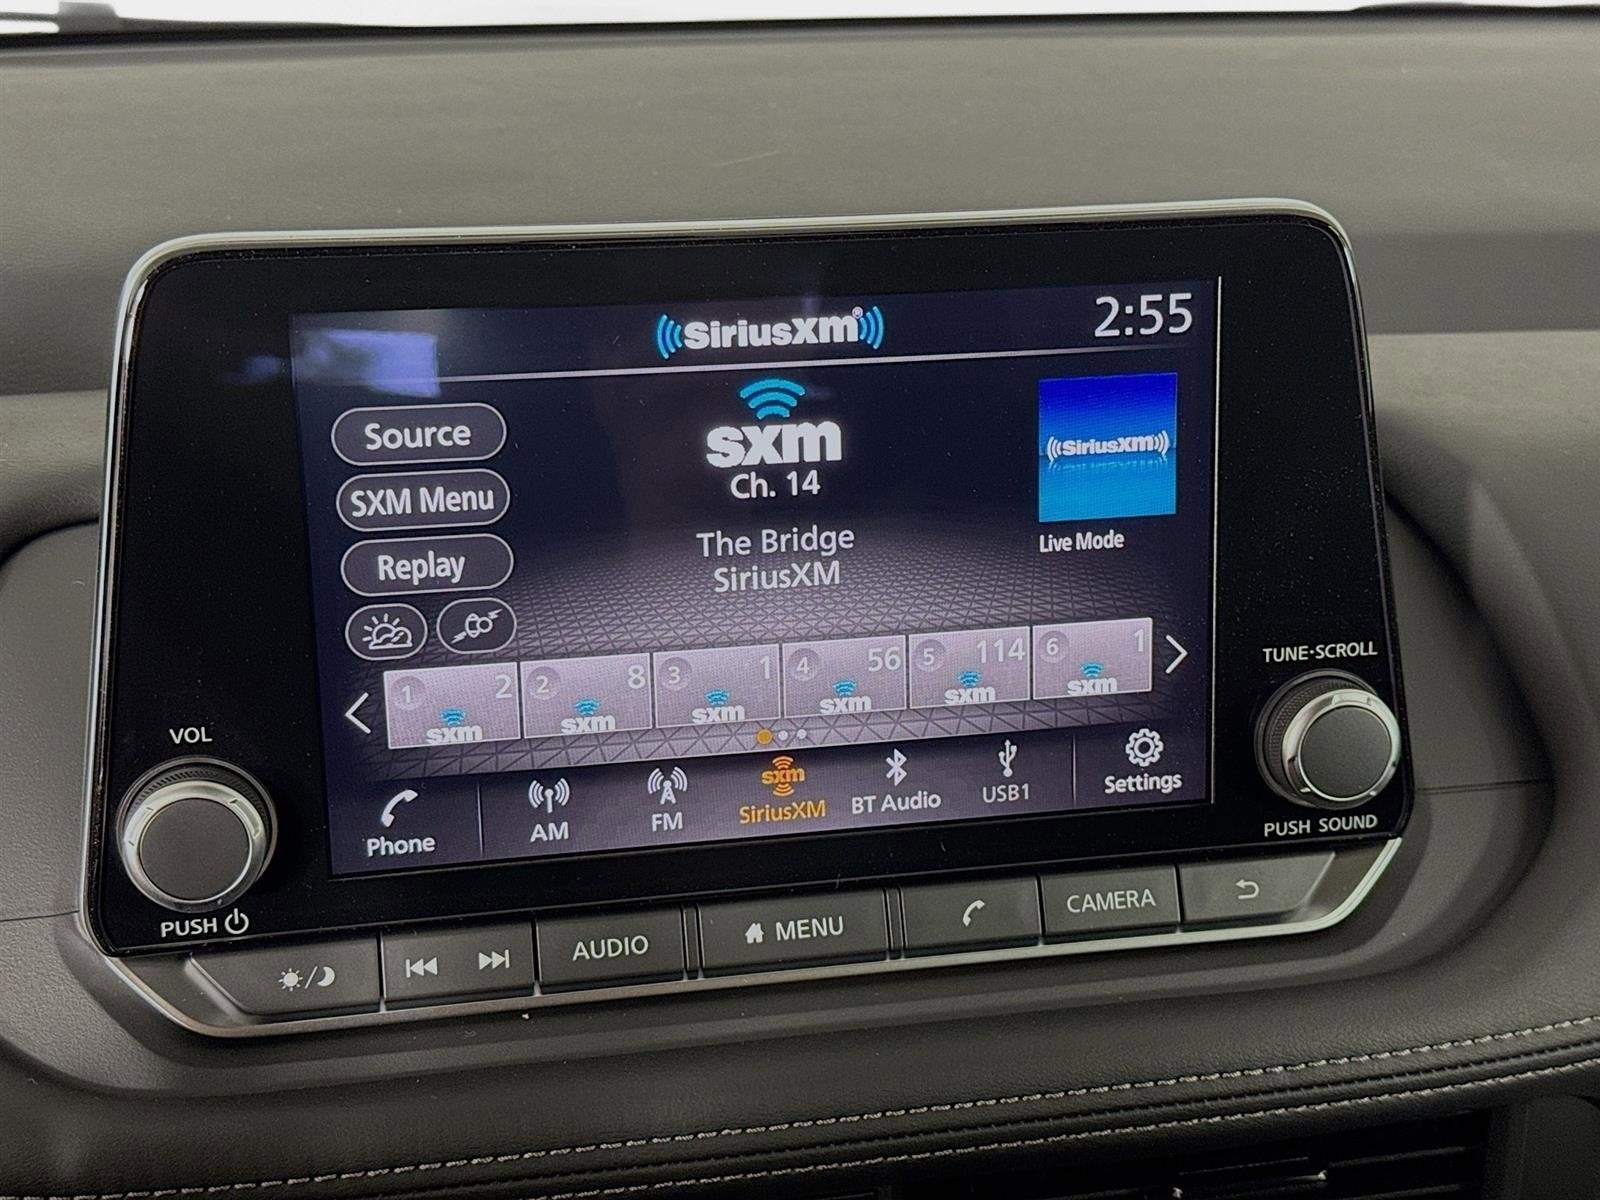 SiriusXM®
2:55
sxm
Ch. 14
The Bridge
SiriusXM
Source
SXM Menu
Replay
SiriusXM
Live Mode
1 2 sxm
2 8 sxm
3 1 sxm
4 56 sxm
5 114 sxm
6 1 sxm
Phone
AM
FM
sxm
SiriusXM
BT Audio
USB1
Settings
VOL
PUSH
TUNE·SCROLL
PUSH SOUND
AUDIO
MENU
CAMERA